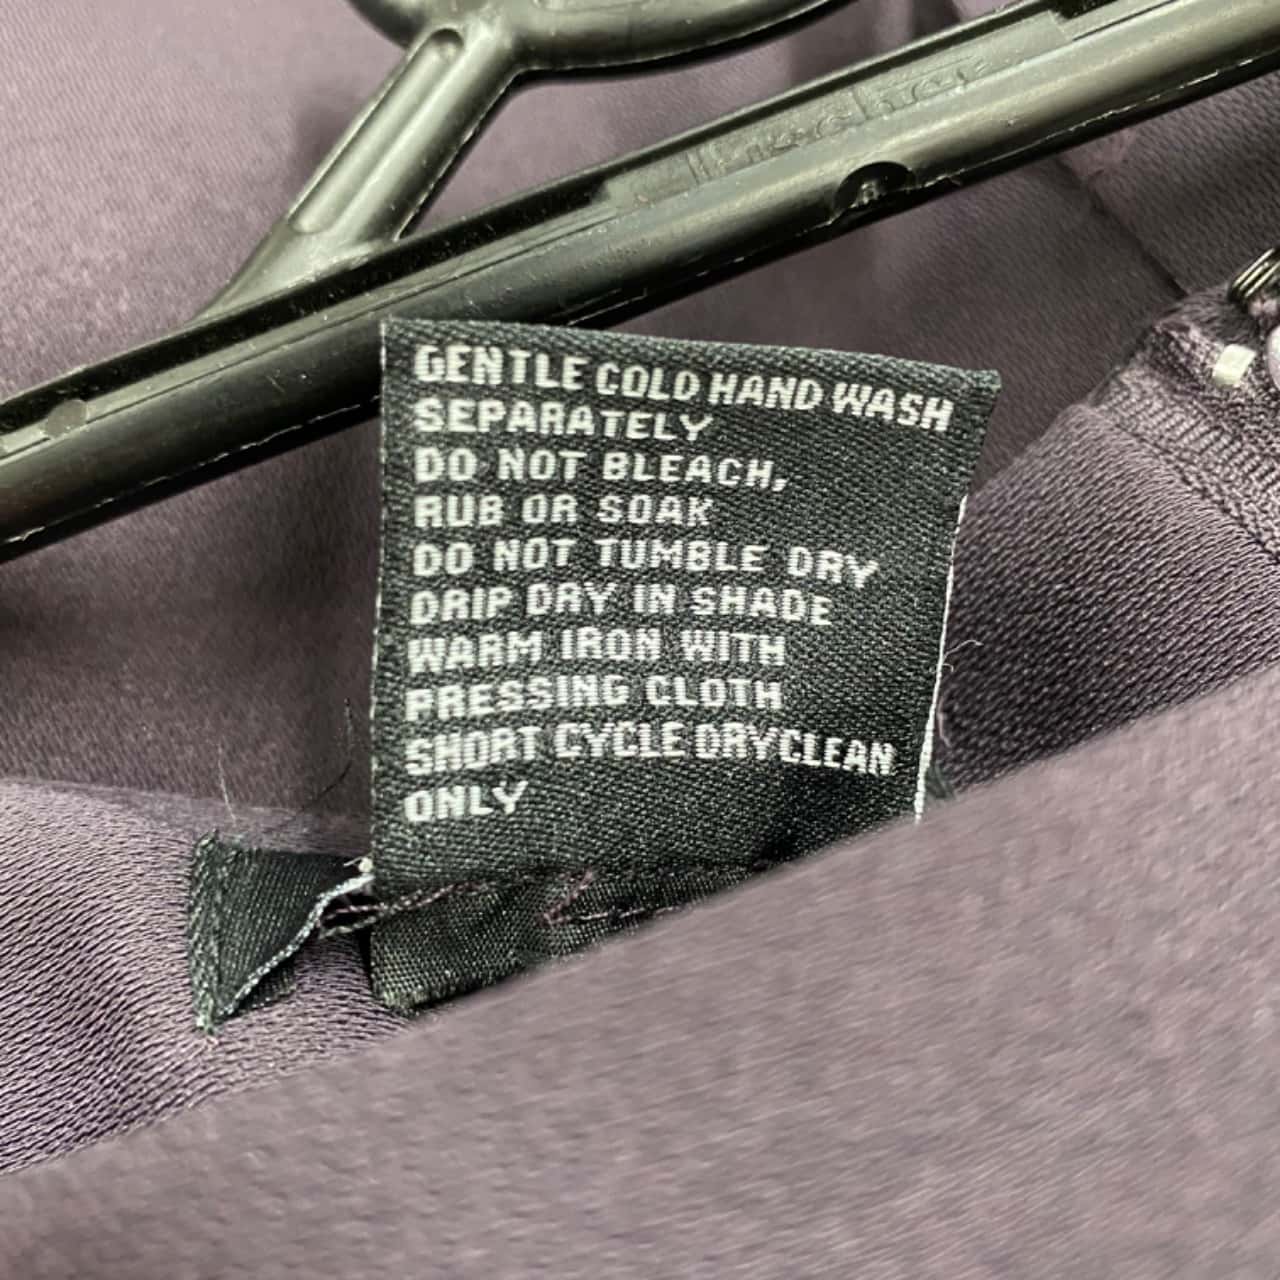 GENTLE COLD HAND WASH
SEPARATELY
DO NOT BLEACH,
RUB OR SOAK
DO NOT TUMBLE DRY
DRIP DRY IN SHADE
WARM IRON WITH
PRESSING CLOTH
SHORT CYCLE DRYCLEAN
ONLY